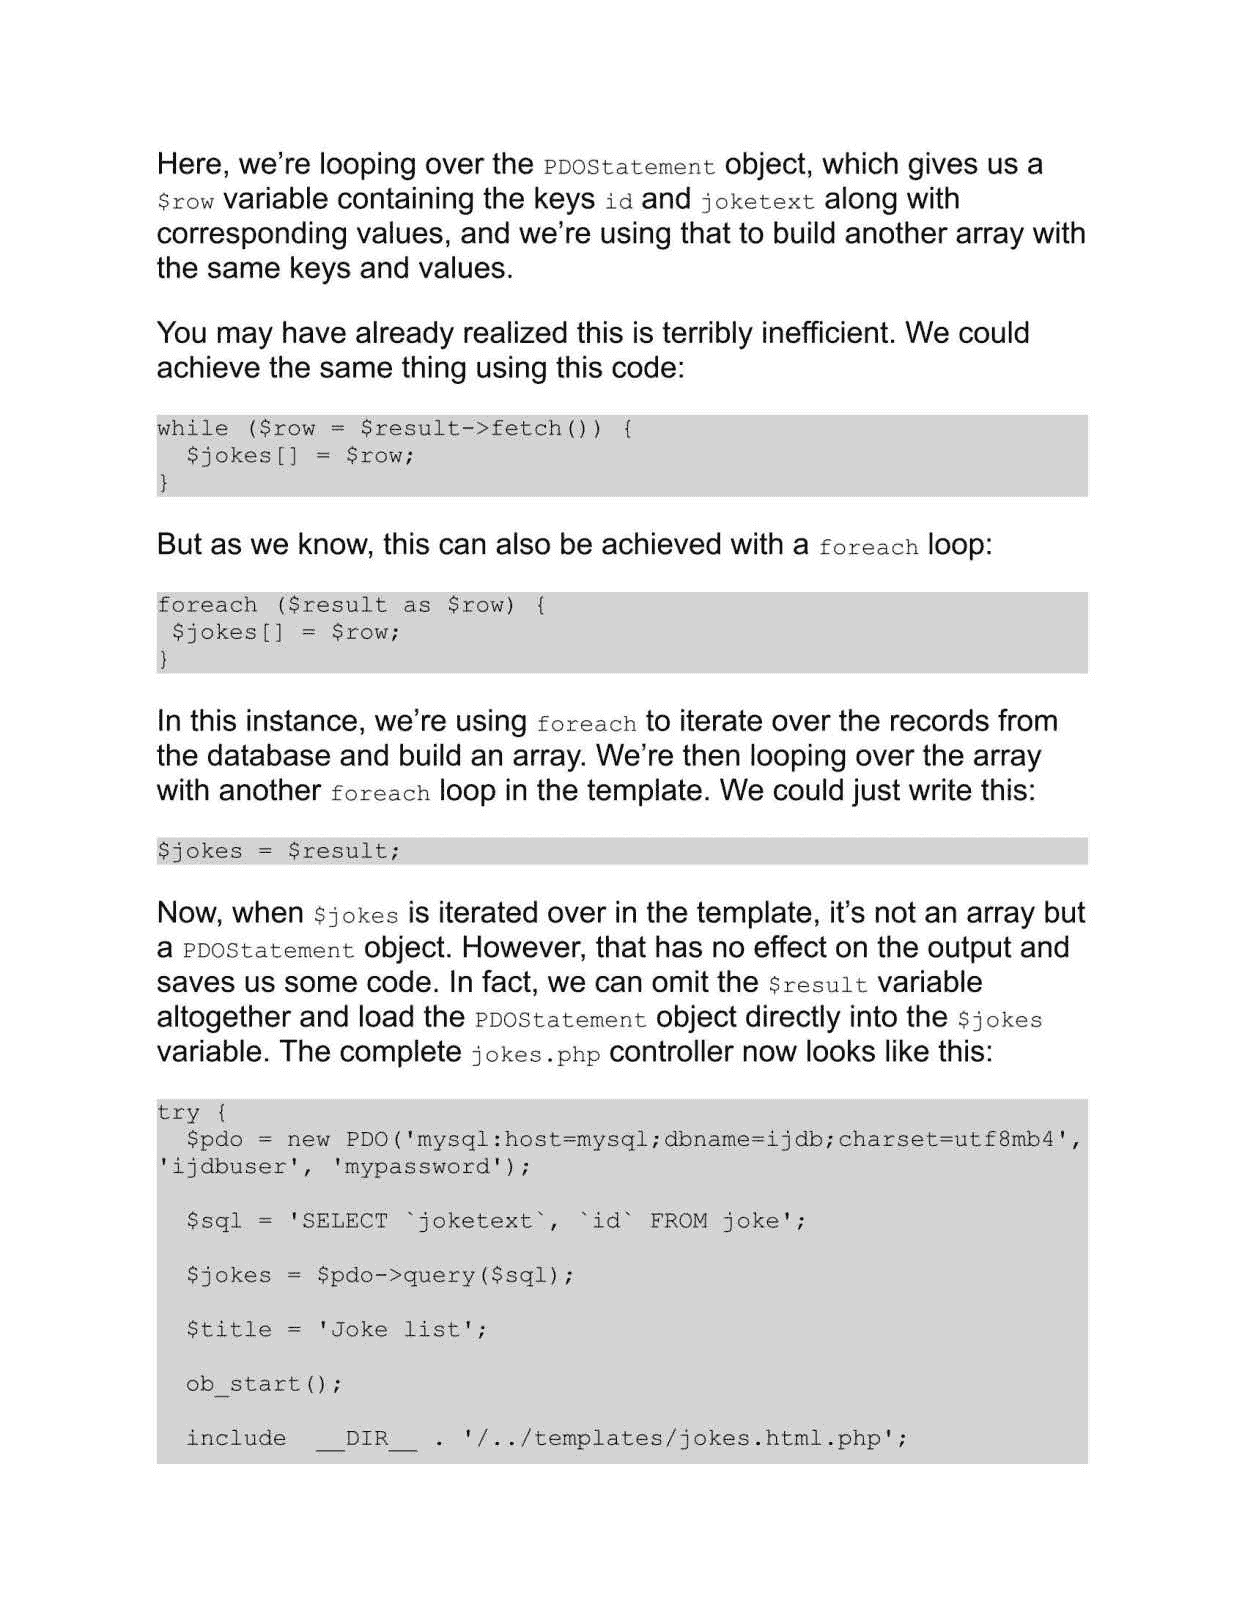 Here, we’re looping over the PDOStatement object, which gives us a
$row variable containing the keys id and joketext along with
corresponding values, and we’re using that to build another array with
the same keys and values.
You may have already realized this is terribly inefficient. We could
achieve the same thing using this code:
while ($row = $result->fetch()) {
  $jokes[] = $row;
}
But as we know, this can also be achieved with a foreach loop:
foreach ($result as $row) {
 $jokes[] = $row;
}
In this instance, we’re using foreach to iterate over the records from
the database and build an array. We’re then looping over the array
with another foreach loop in the template. We could just write this:
$jokes = $result;
Now, when $jokes is iterated over in the template, it’s not an array but
a PDOStatement object. However, that has no effect on the output and
saves us some code. In fact, we can omit the $result variable
altogether and load the PDOStatement object directly into the $jokes
variable. The complete jokes.php controller now looks like this:
try {
  $pdo = new PDO('mysql:host=mysql;dbname=ijdb;charset=utf8mb4',
'ijdbuser', 'mypassword');
  $sql = 'SELECT `joketext`, `id` FROM joke';
  $jokes = $pdo->query($sql);
  $title = 'Joke list';
  ob_start();
  include  __DIR__ . '/../templates/jokes.html.php';